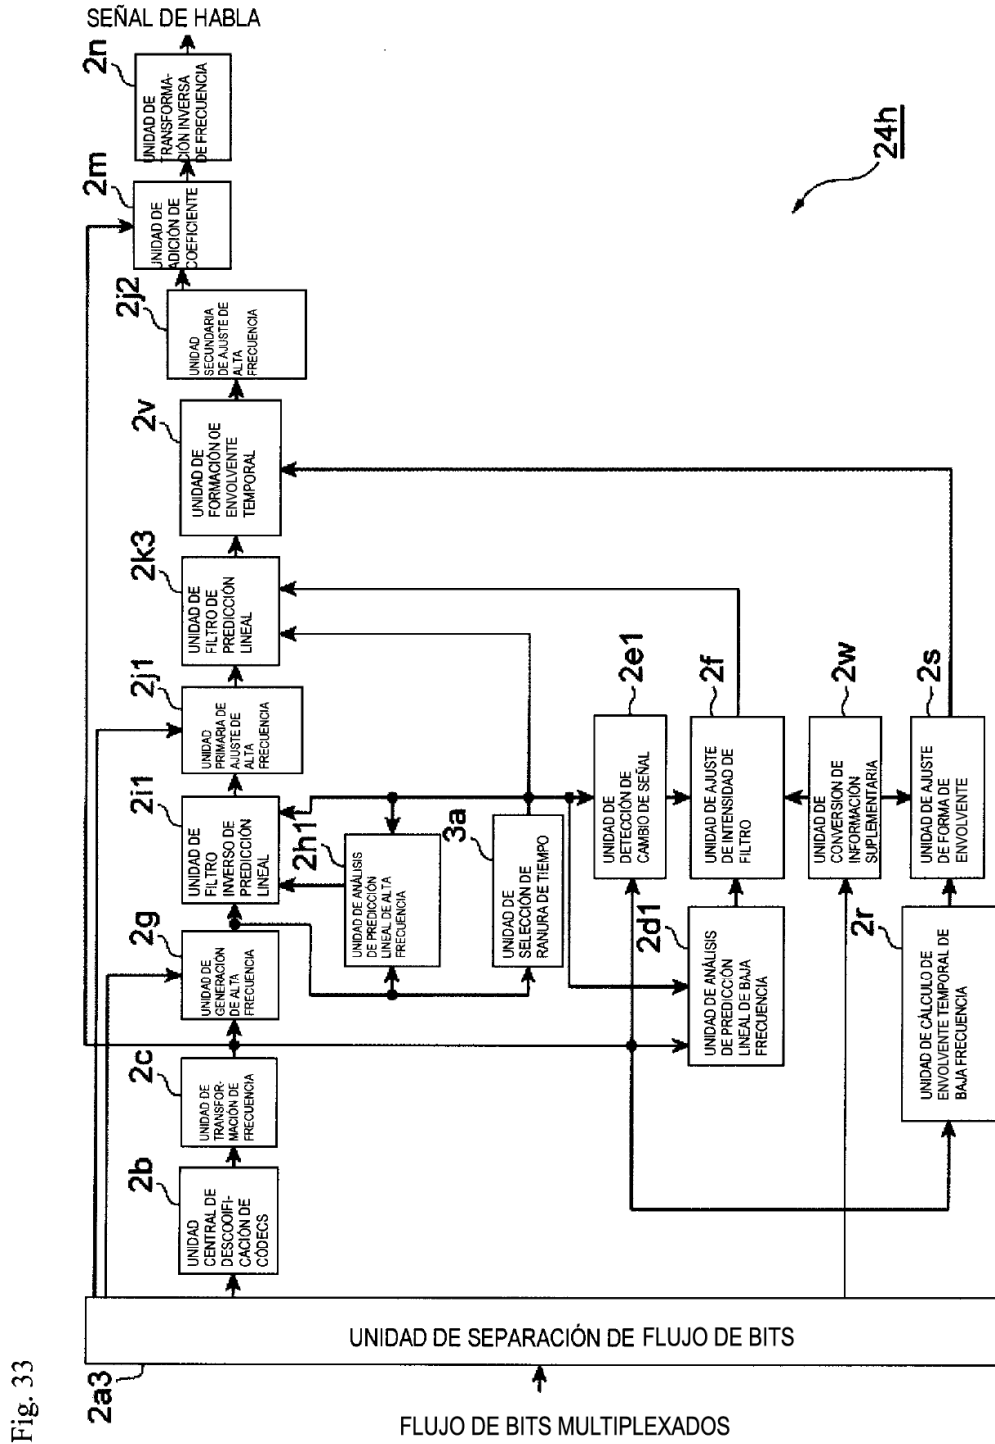 Fig. 33
SEÑAL DE HABLA
2n
UNIDAD DE
TRANSFORMA-
CIÓN INVERSA
DE FRECUENCIA
2m
UNIDAD DE
ADICIÓN DE
COEFICIENTE
2j2
UNIDAD
SECUNDARIA
DE AJUSTE DE
ALTA
FRECUENCIA
2v
UNIDAD DE
FORMACIÓN OE
ENVOLVENTE
TEMPORAL
2k3
UNIDAD DE
FILTRO DE
PREDICCIÓN
LINEAL
2j1
UNIDAD
PRIMARIA DE
AJUSTE DE
ALTA
FRECUENCIA
2i1
UNIDAD DE
FILTRO
INVERSO DE
PREDICCIÓN
LINEAL
2g
UNIDAD DE
GENERACIÓN
DE ALTA
FRECUENCIA
2c
UNIDAD DE
TRANSFOR-
MACIÓN DE
FRECUENCIA
2b
UNIDAD
CENTRAL DE
DESCOOIFI-
CACIÓN DE
CÓDECS
2h1
UNIDAD DE ANÁLISIS
DE PREDICCIÓN
LINEAL DE ALTA
FRECUENCIA
3a
UNIDAD DE
SELECCIÓN DE
RANURA DE TIEMPO
2e1
UNIDAD DE
DETECCIÓN DE
CAMBIO DE SEÑAL
2f
UNIDAD DE AJUSTE
DE INTENSIDAD DE
FILTRO
2w
UNIDAD DE
CONVERSION DE
INFORMACIÓN
SUPLEMENTARIA
2s
UNIDAD DE AJUSTE
DE FORMA DE
ENVOLVENTE
2d1
UNIDAD DE ANÁLISIS
DE PREDICCIÓN
LINEAL DE BAJA
FRECUENCIA
2r
UNIDAD DE CÁLCULO DE
ENVOLVENTE TEMPORAL DE
BAJA FRECUENCIA
24h
2a3
UNIDAD DE SEPARACIÓN DE FLUJO DE BITS
FLUJO DE BITS MULTIPLEXADOS